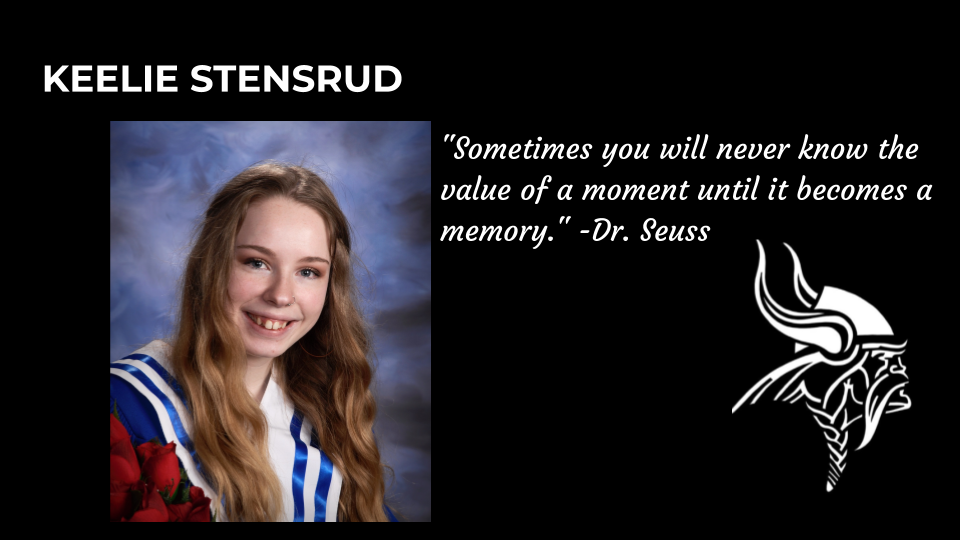 KEELIE STENSRUD
"Sometimes you will never know the
value of a moment until it becomes a
memory." -Dr. Seuss